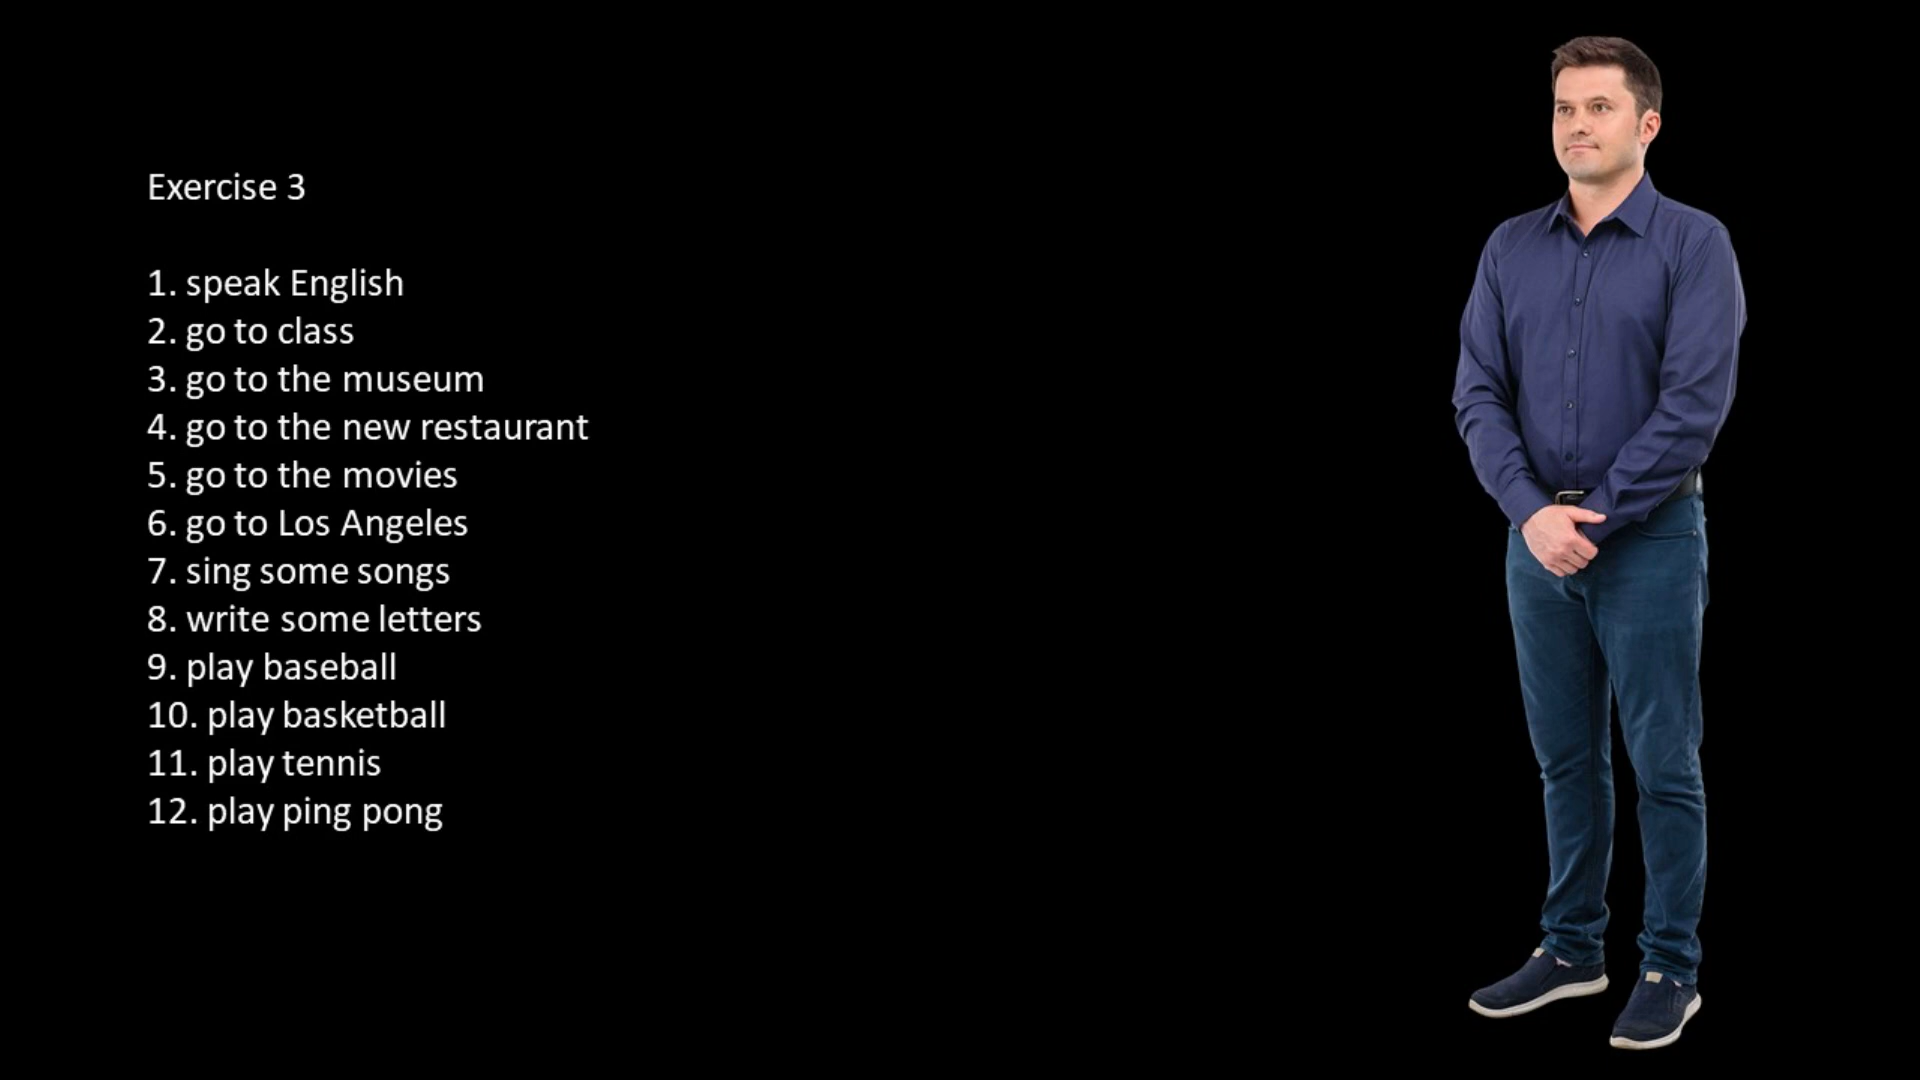 Exercise 3
1. speak English
2. go to class
3. go to the museum
4. go to the new restaurant
5. go to the movies
6. go to Los Angeles
7. sing some songs
8. write some letters
9. play baseball
10. play basketball
11. play tennis
12. play ping pong